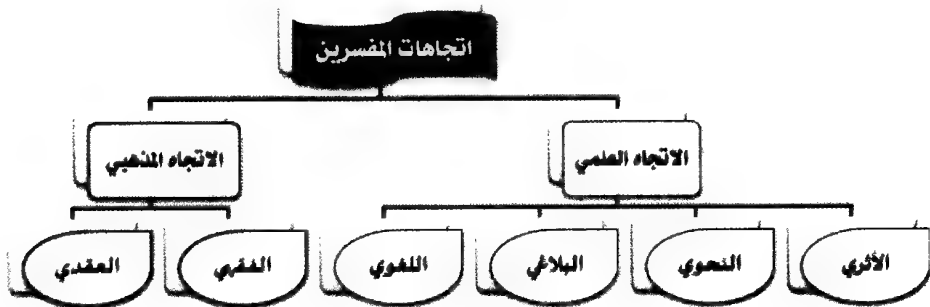 اتجاهات المفسرين
الاتجاه العلمي
الاتجاه المذهبي
الأثري
النحوي
البلاغي
اللغوي
الفقهي
العقدي